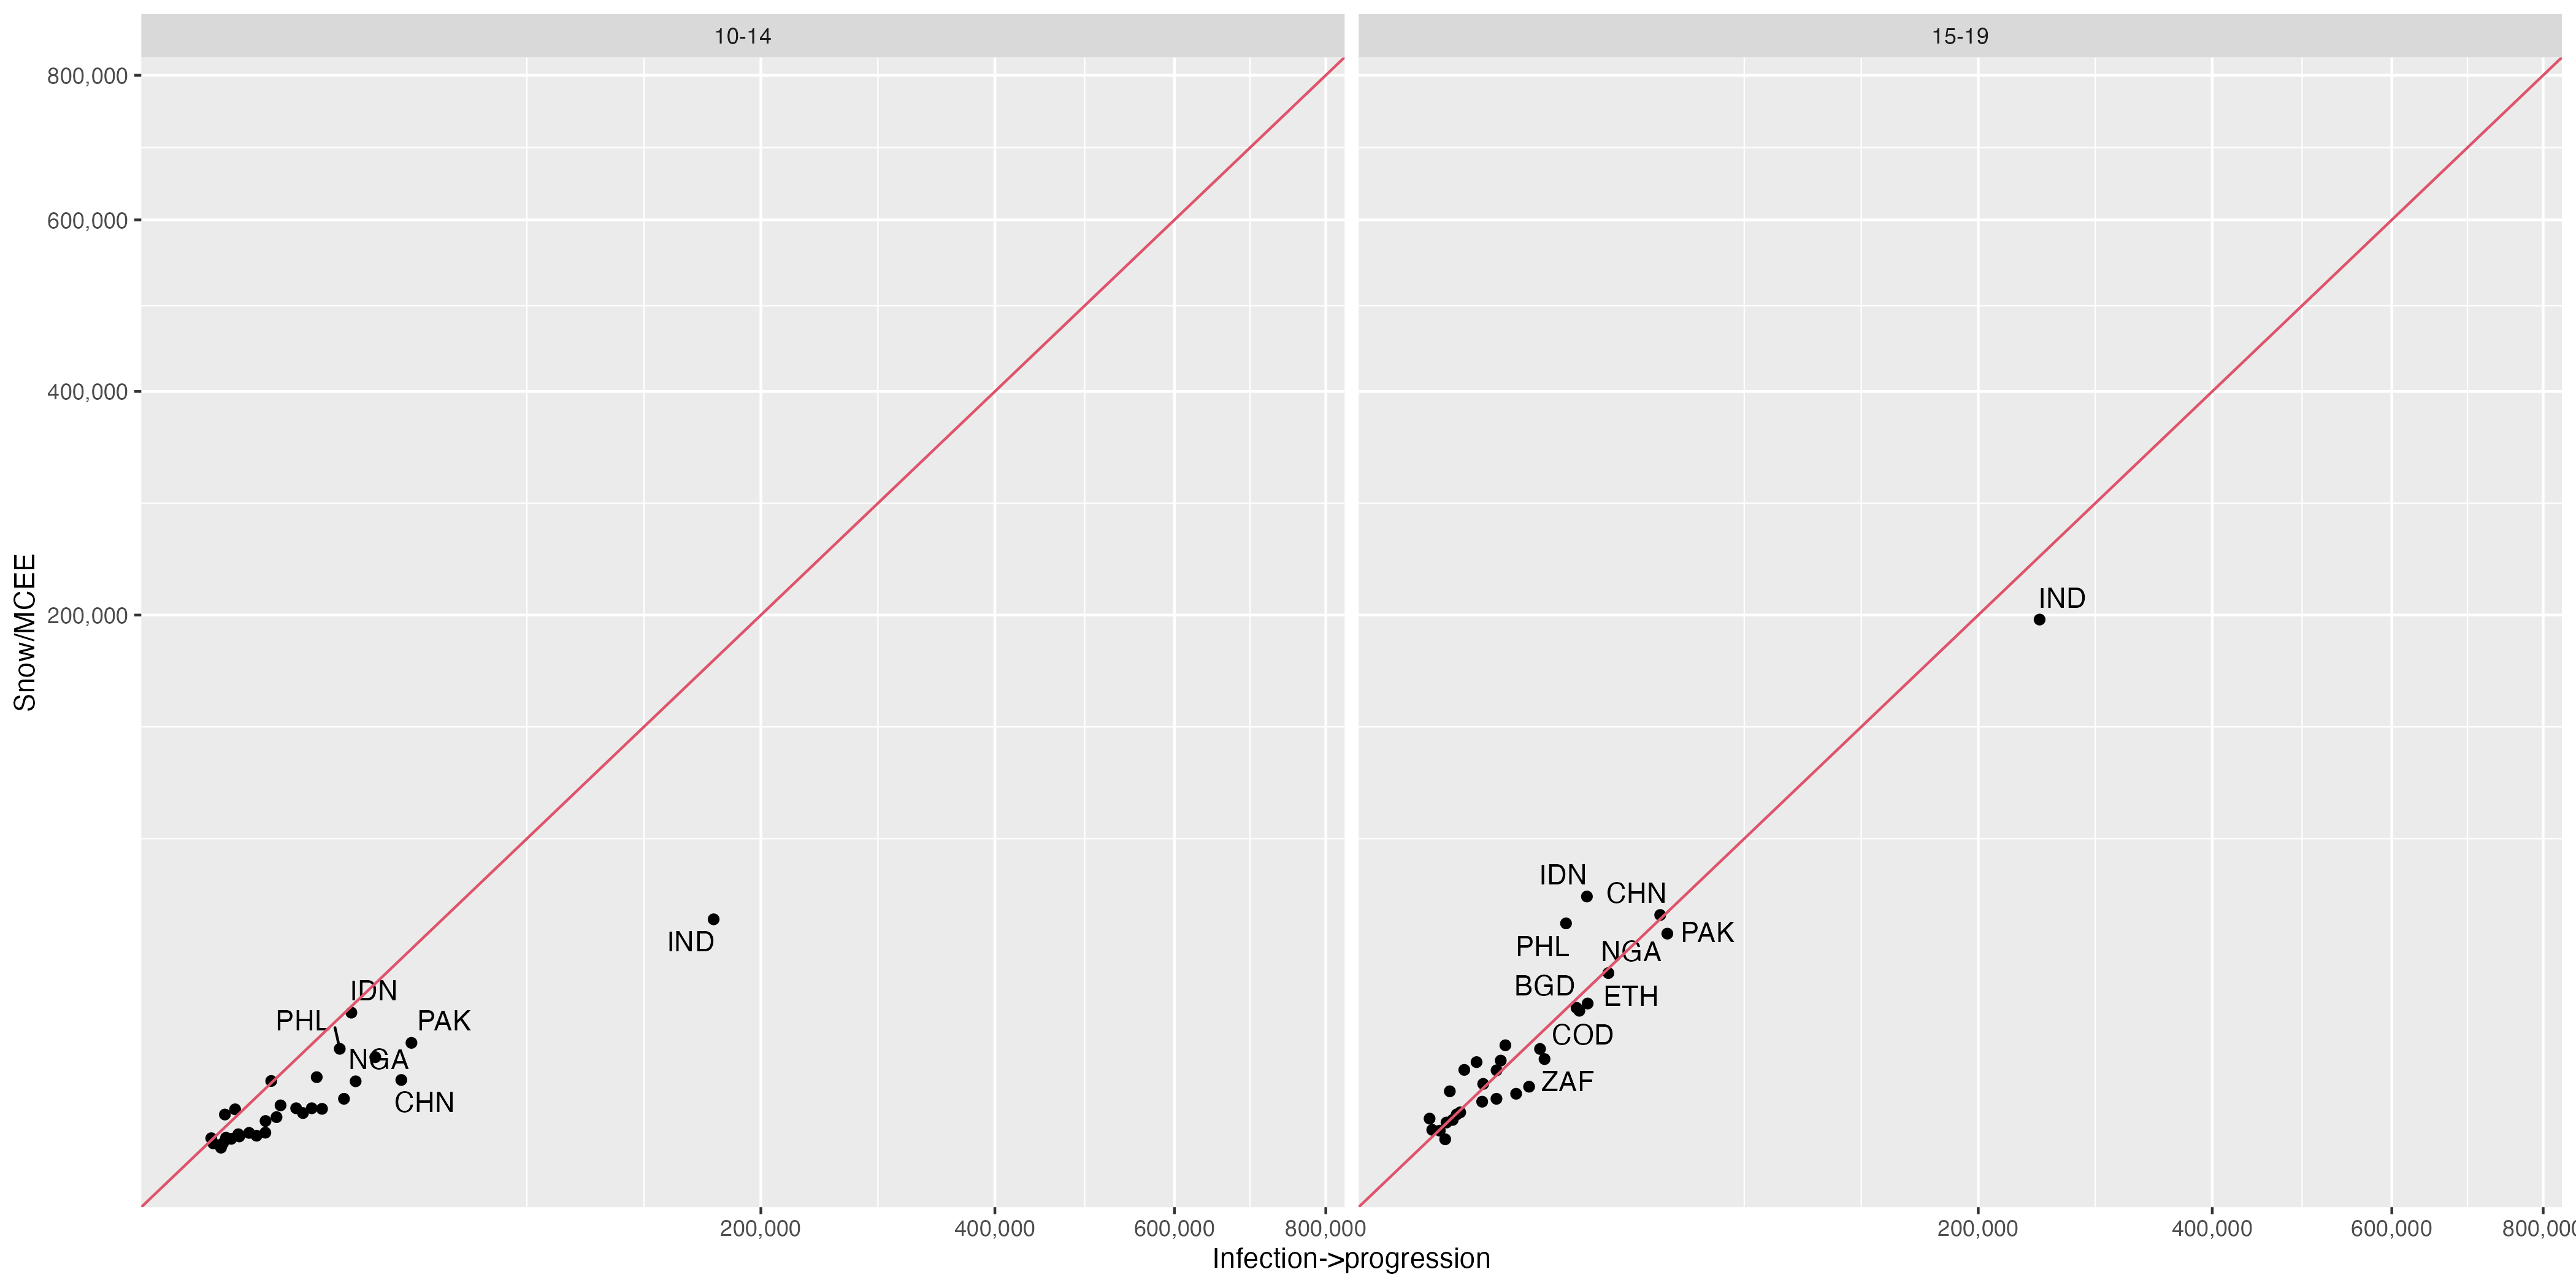 10-14
15-19
800,000
600,000
400,000
200,000
Snow/MCEE
IND
IDN
PHL
PAK
NGA
CHN
IND
IDN
CHN
PHL
NGA
PAK
BGD
ETH
COD
ZAF
200,000
400,000
600,000
800,000
200,000
400,000
600,000
800,000
Infection->progression